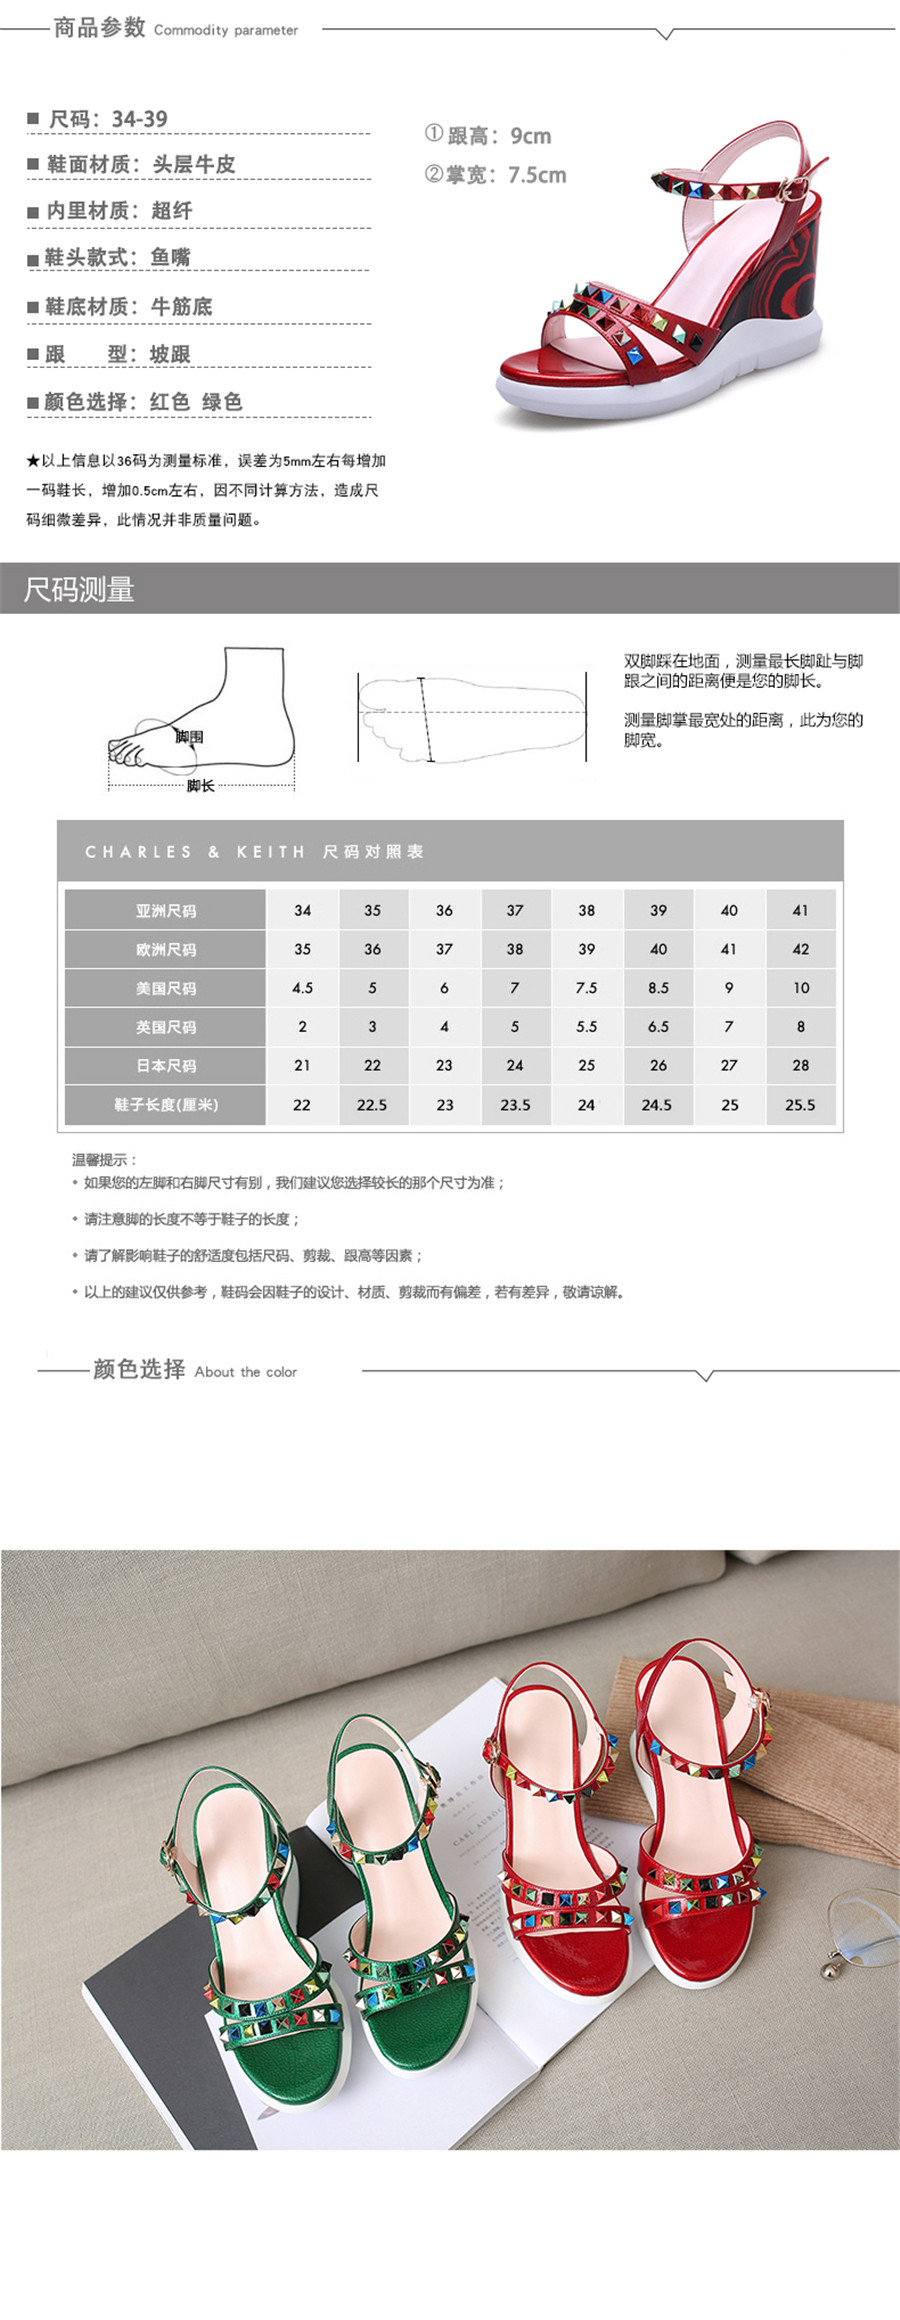 商品参数 Commodity parameter
尺码：34-39
鞋面材质：头层牛皮
内里材质：超纤
鞋头款式：鱼嘴
鞋底材质：牛筋底
跟 型：坡跟
颜色选择：红色 绿色
① 跟高：9cm
②掌宽：7.5cm
★以上信息以36码为测量标准，误差为5mm左右每增加
一码鞋长，增加0.5cm左右，因不同计算方法，造成尺
码细微差异，此情况并非质量问题。
尺码测量
脚围
脚长
双脚踩在地面，测量最长脚趾与脚
跟之间的距离便是您的脚长。
测量脚掌最宽处的距离，此为您的
脚宽。
CHARLES & KEITH 尺码对照表
亚洲尺码 34 35 36 37 38 39 40 41
欧洲尺码 35 36 37 38 39 40 41 42
美国尺码 4.5 5 6 7 7.5 8.5 9 10
英国尺码 2 3 4 5 5.5 6.5 7 8
日本尺码 21 22 23 24 25 26 27 28
鞋子长度(厘米) 22 22.5 23 23.5 24 24.5 25 25.5
温馨提示：
如果您的左脚和右脚尺寸有别，我们建议您选择较长的那个尺寸为准；
请注意脚的长度不等于鞋子的长度；
请了解影响鞋子的舒适度包括尺码、剪裁、跟高等因素；
以上的建议仅供参考，鞋码会因鞋子的设计、材质、剪裁而有偏差，若有差异，敬请谅解。
颜色选择 About the color
CARL AUBÖC